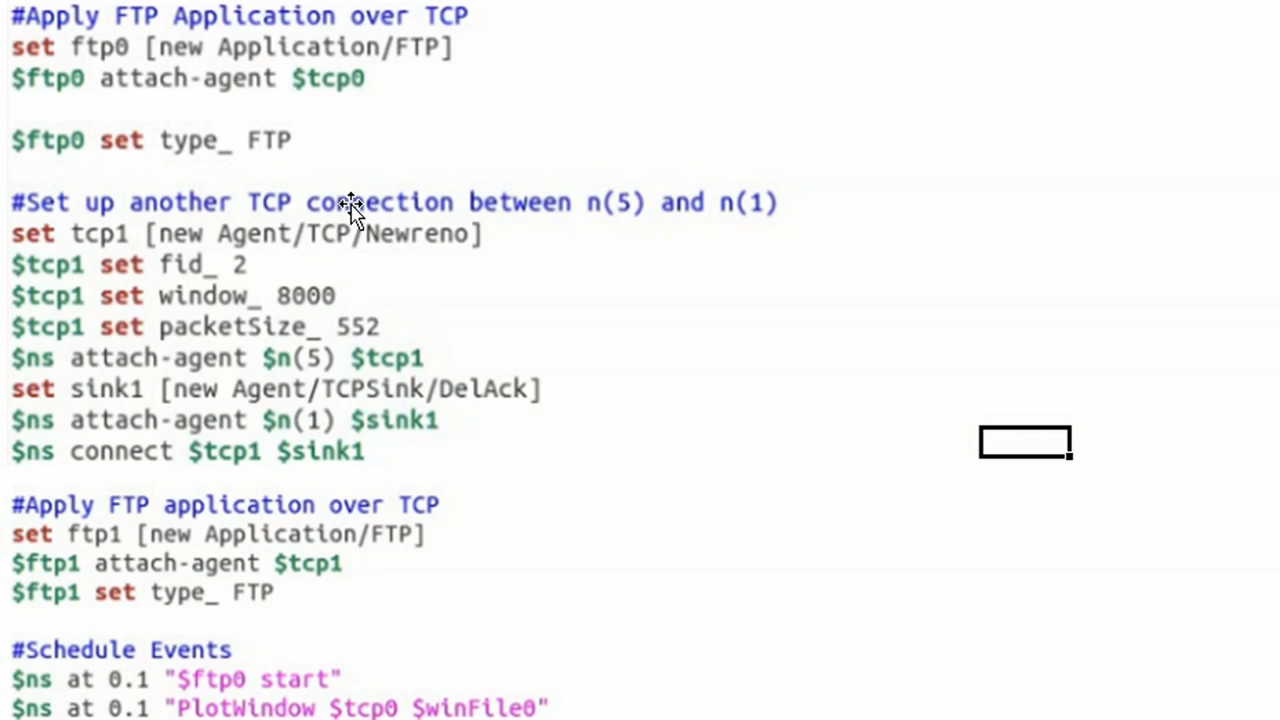 #Apply FTP Application over TCP
set ftp0 [new Application/FTP]
$ftp0 attach-agent $tcp0
$ftp0 set type_ FTP
#Set up another TCP connection between n(5) and n(1)
set tcp1 [new Agent/TCP/Newreno]
$tcp1 set fid_ 2
$tcp1 set window_ 8000
$tcp1 set packetSize_ 552
$ns attach-agent $n(5) $tcp1
set sink1 [new Agent/TCPSink/DelAck]
$ns attach-agent $n(1) $sink1
$ns connect $tcp1 $sink1
#Apply FTP application over TCP
set ftp1 [new Application/FTP]
$ftp1 attach-agent $tcp1
$ftp1 set type_ FTP
#Schedule Events
$ns at 0.1 "$ftp0 start"
$ns at 0.1 "PlotWindow $tcp0 $winFile0"